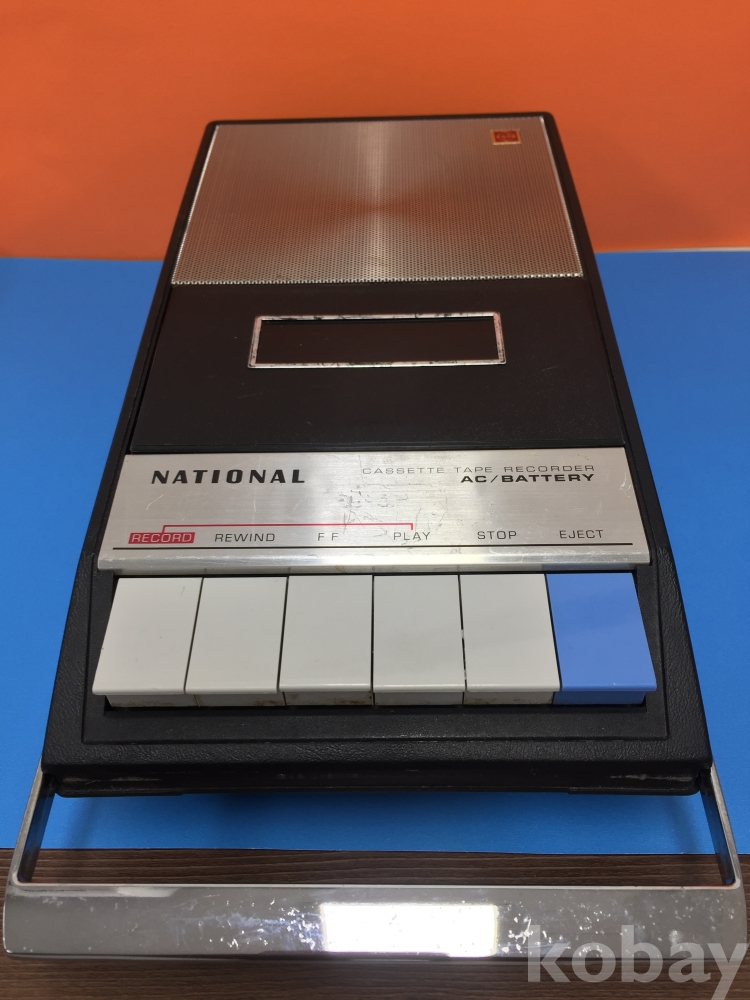 NATIONAL
CASSETTE TAPE RECORDER
AC/BATTERY
RECORD REWIND FF PLAY STOP EJECT
kobay